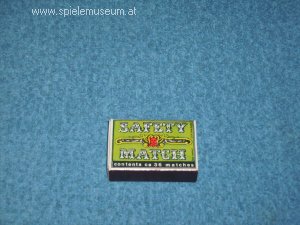 www.spielemuseum.at
SAFETY
MATCH
contents ca 36 matches